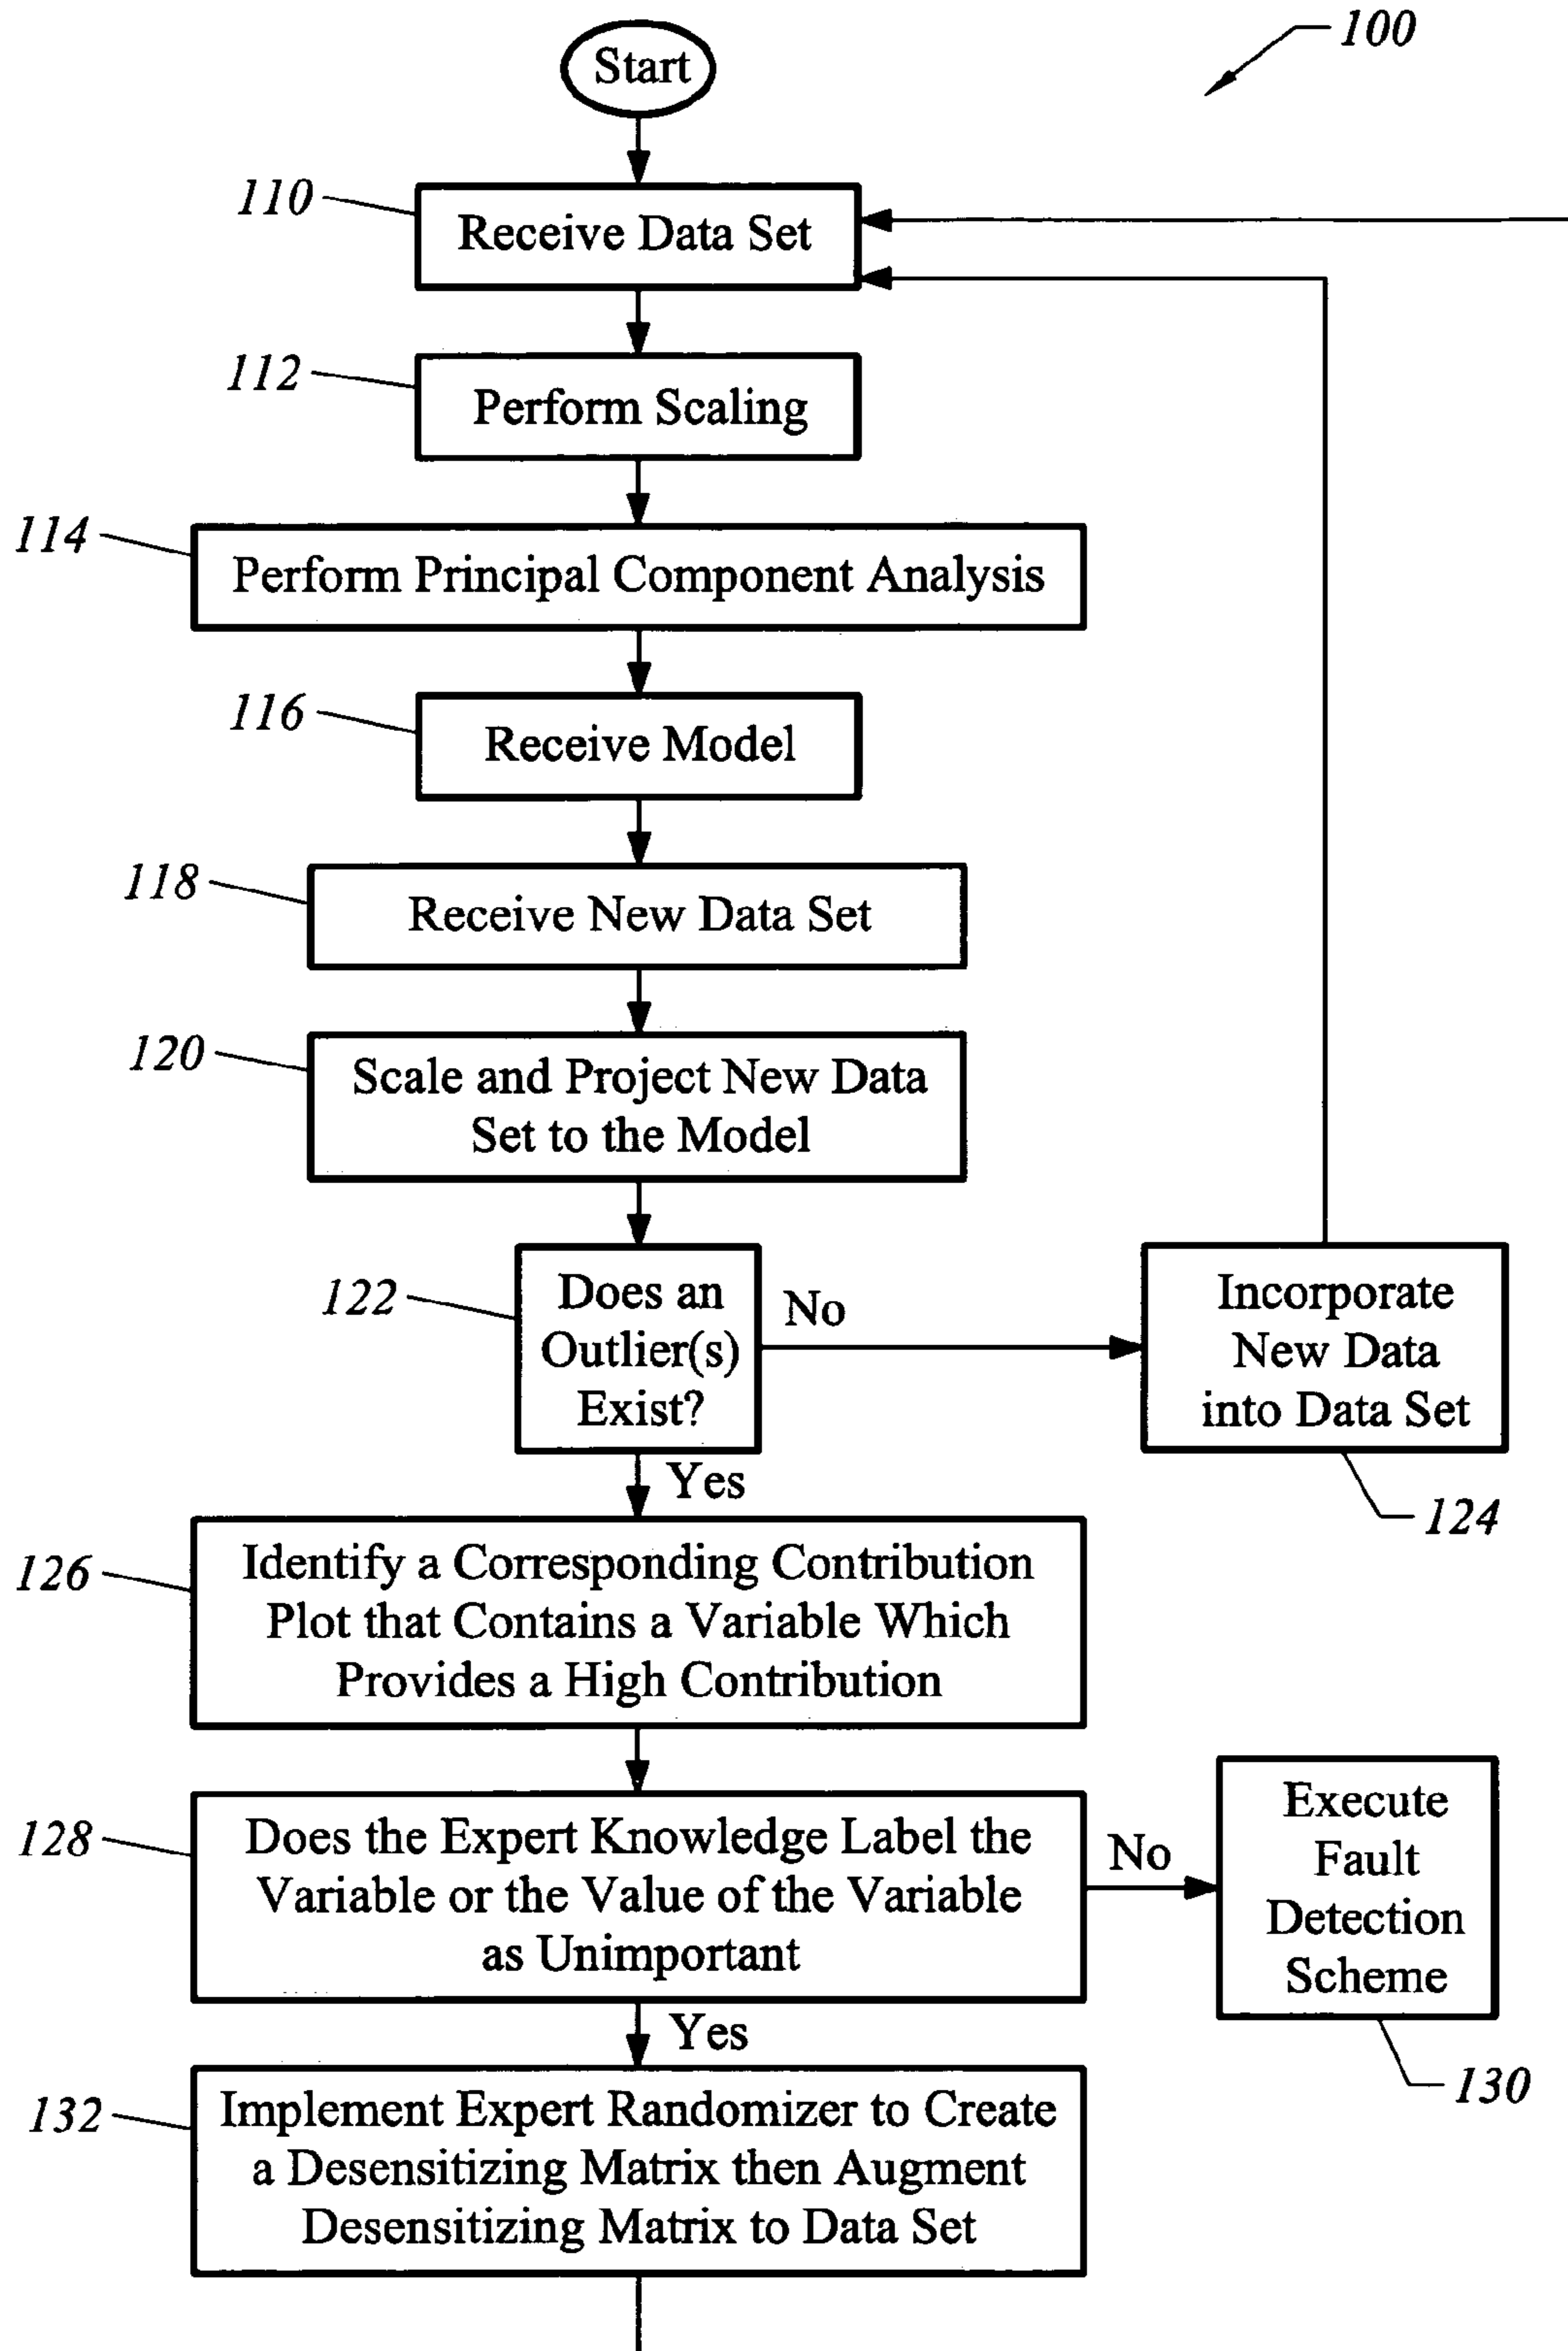 100
Start
110
Receive Data Set
112
Perform Scaling
114
Perform Principal Component Analysis
116
Receive Model
118
Receive New Data Set
120
Scale and Project New Data
Set to the Model
122
Does an
Outlier(s)
Exist?
No
Incorporate
New Data
into Data Set
124
Yes
126
Identify a Corresponding Contribution
Plot that Contains a Variable Which
Provides a High Contribution
128
Does the Expert Knowledge Label the
Variable or the Value of the Variable
as Unimportant
No
Execute
Fault
Detection
Scheme
130
Yes
132
Implement Expert Randomizer to Create
a Desensitizing Matrix then Augment
Desensitizing Matrix to Data Set